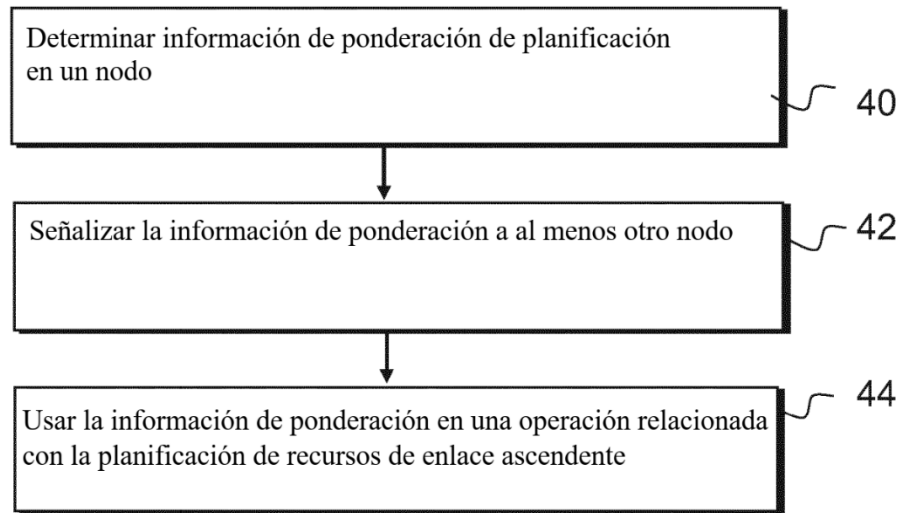 Determinar información de ponderación de planificación
en un nodo
40
Señalizar la información de ponderación a al menos otro nodo
42
Usar la información de ponderación en una operación relacionada
con la planificación de recursos de enlace ascendente
44